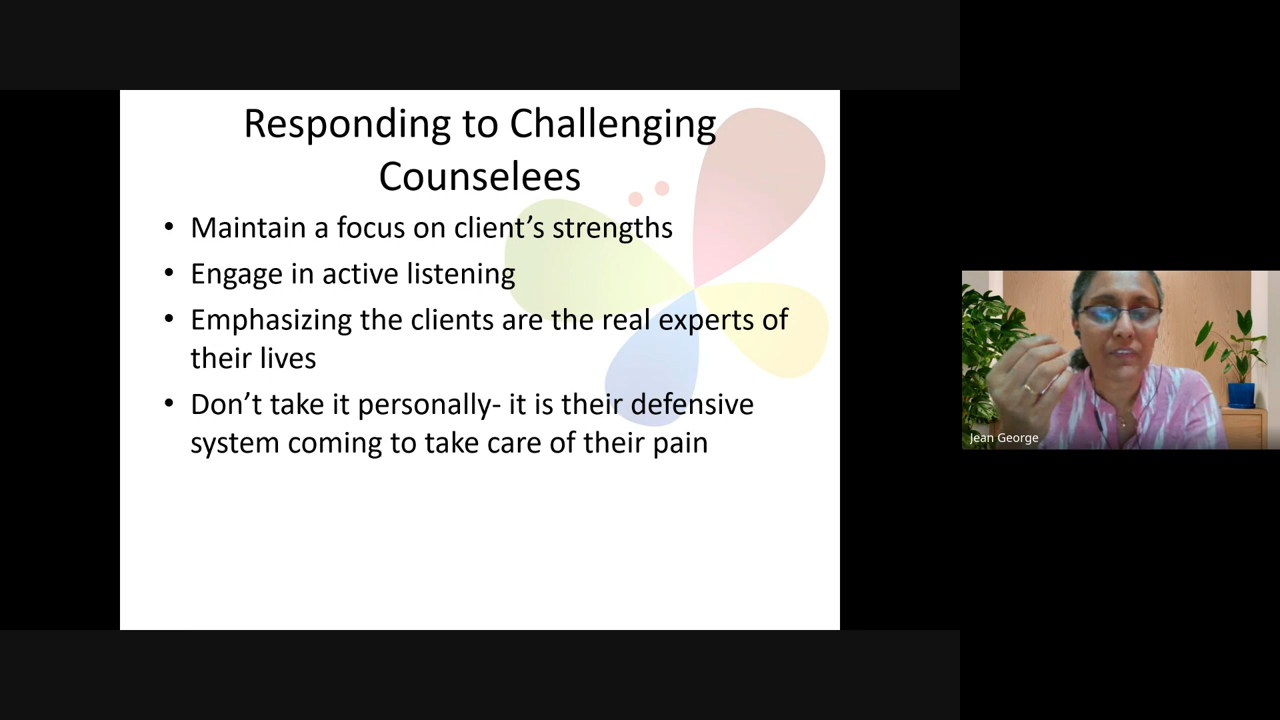 Responding to Challenging
Counselees
• Maintain a focus on client’s strengths
• Engage in active listening
• Emphasizing the clients are the real experts of
their lives
• Don’t take it personally- it is their defensive
system coming to take care of their pain
Jean George